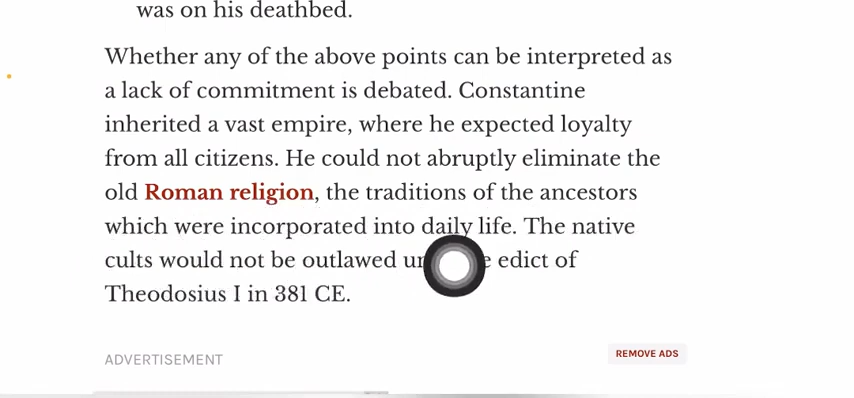 was on his deathbed.
Whether any of the above points can be interpreted as
a lack of commitment is debated. Constantine
inherited a vast empire, where he expected loyalty
from all citizens. He could not abruptly eliminate the
old Roman religion, the traditions of the ancestors
which were incorporated into daily life. The native
cults would not be outlawed edict of
Theodosius I in 381 CE.
ADVERTISEMENT
REMOVE ADS